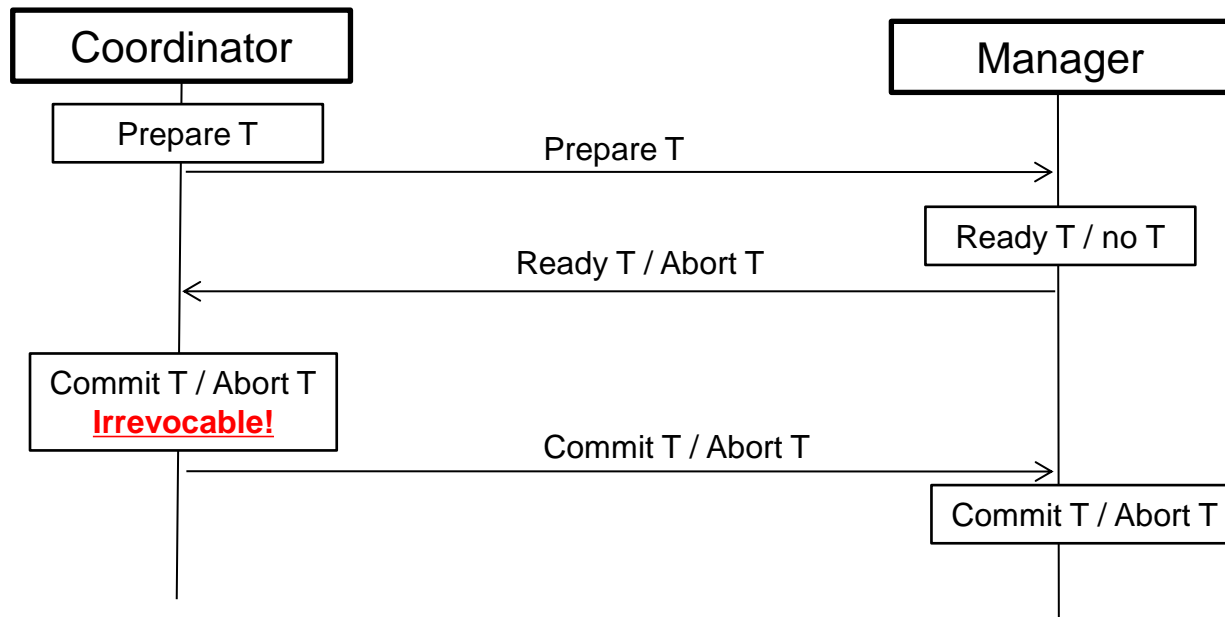 Coordinator
Manager
Prepare T
Prepare T
Ready T / no T
Ready T / Abort T
Commit T / Abort T
Irrevocable!
Commit T / Abort T
Commit T / Abort T